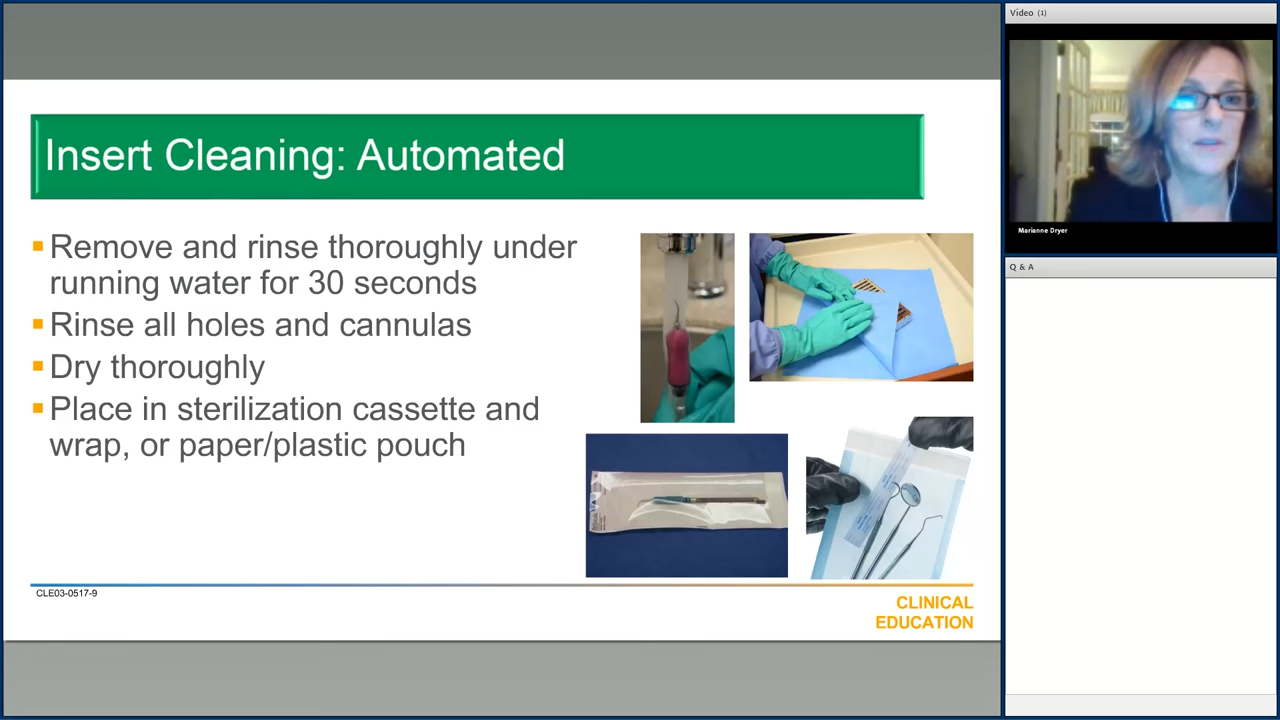 Video (1)
Marianne Dryer
Q & A
Insert Cleaning: Automated
Remove and rinse thoroughly under
running water for 30 seconds
Rinse all holes and cannulas
Dry thoroughly
Place in sterilization cassette and
wrap, or paper/plastic pouch
CLE03-0517-9
CLINICAL
EDUCATION